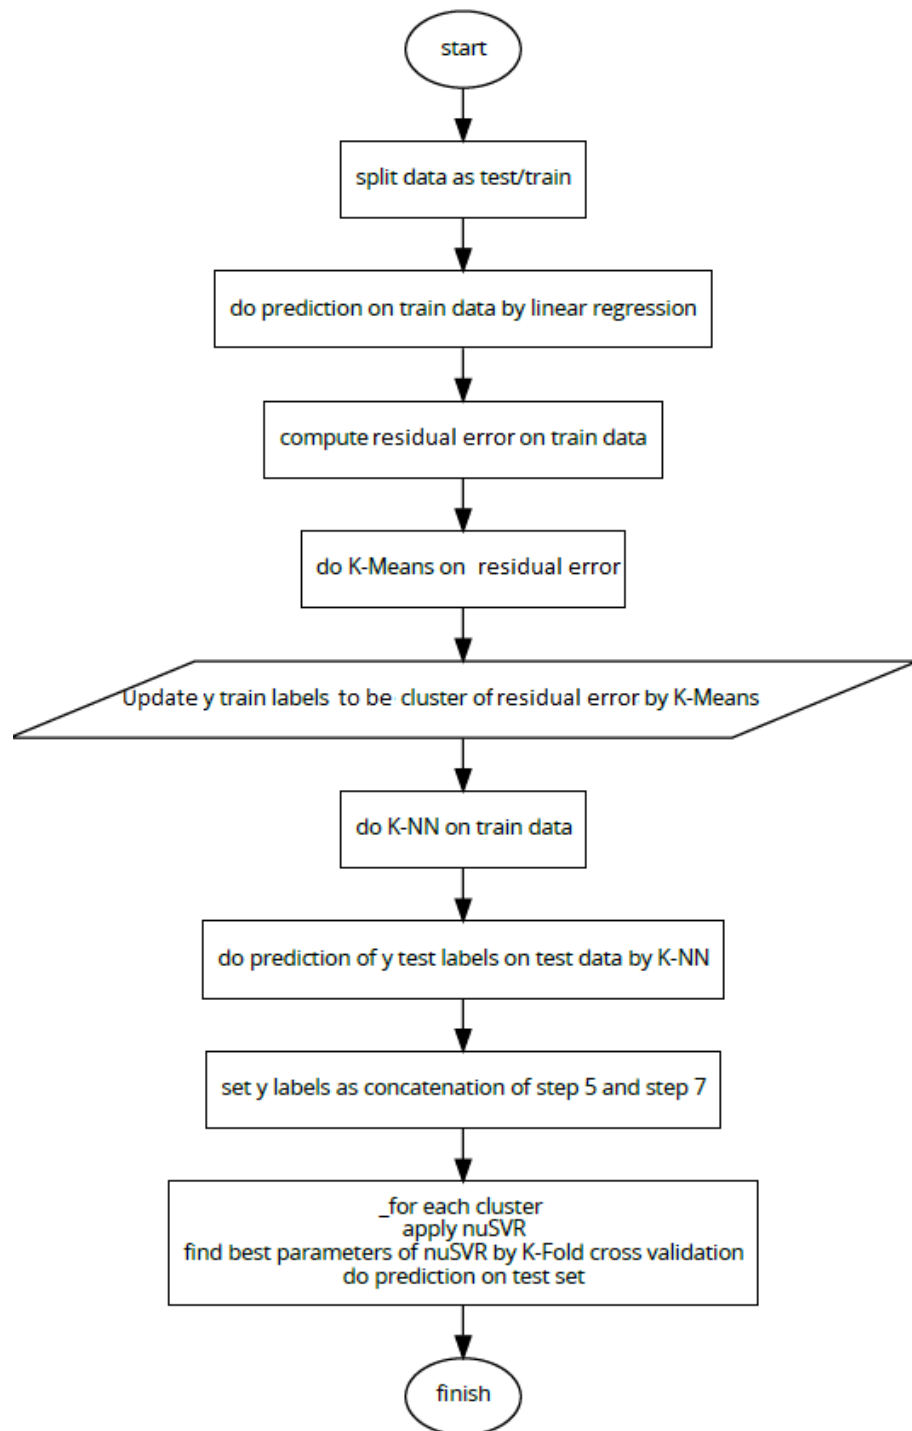 start
split data as test/train
do prediction on train data by linear regression
compute residual error on train data
do K-Means on residual error
Update y train labels to be cluster of residual error by K-Means
do K-NN on train data
do prediction of y test labels on test data by K-NN
set y labels as concatenation of step 5 and step 7
_for each cluster
apply nuSVR
find best parameters of nuSVR by K-Fold cross validation
do prediction on test set
finish